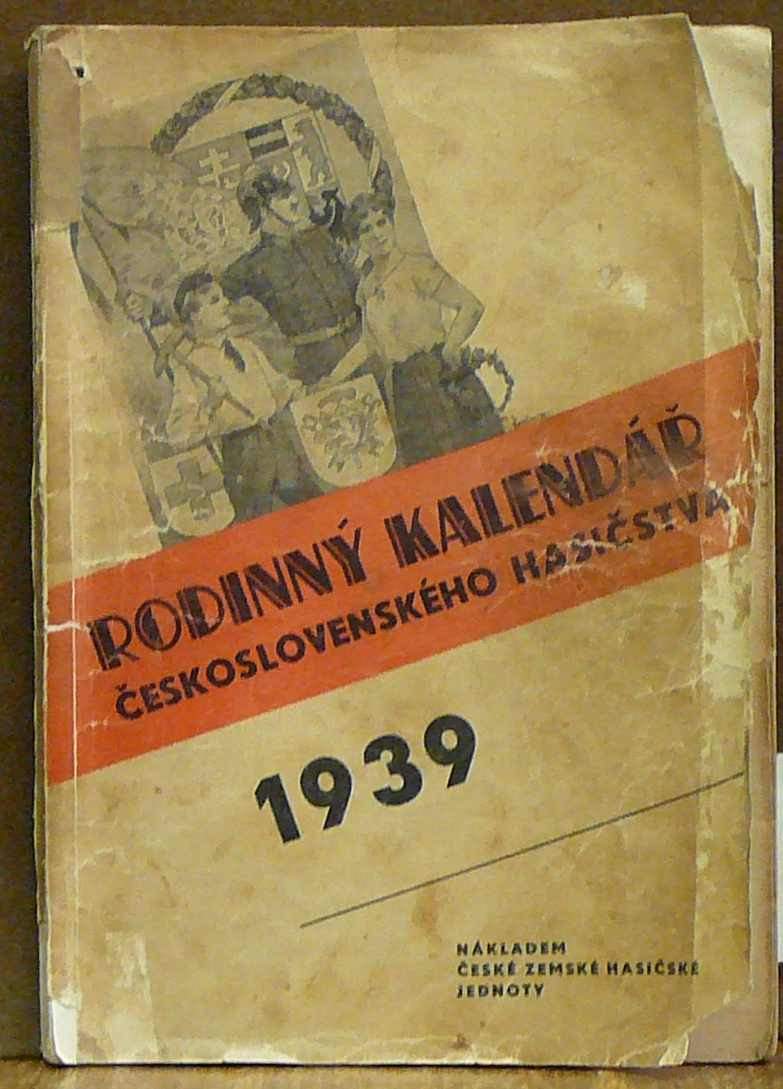 RODINNÝ KALENDÁŘ
ČESKOSLOVENSKÉHO HASIČSTVA
1939
NÁKLADEM
ČESKÉ ZEMSKÉ HASIČSKÉ
JEDNOTY